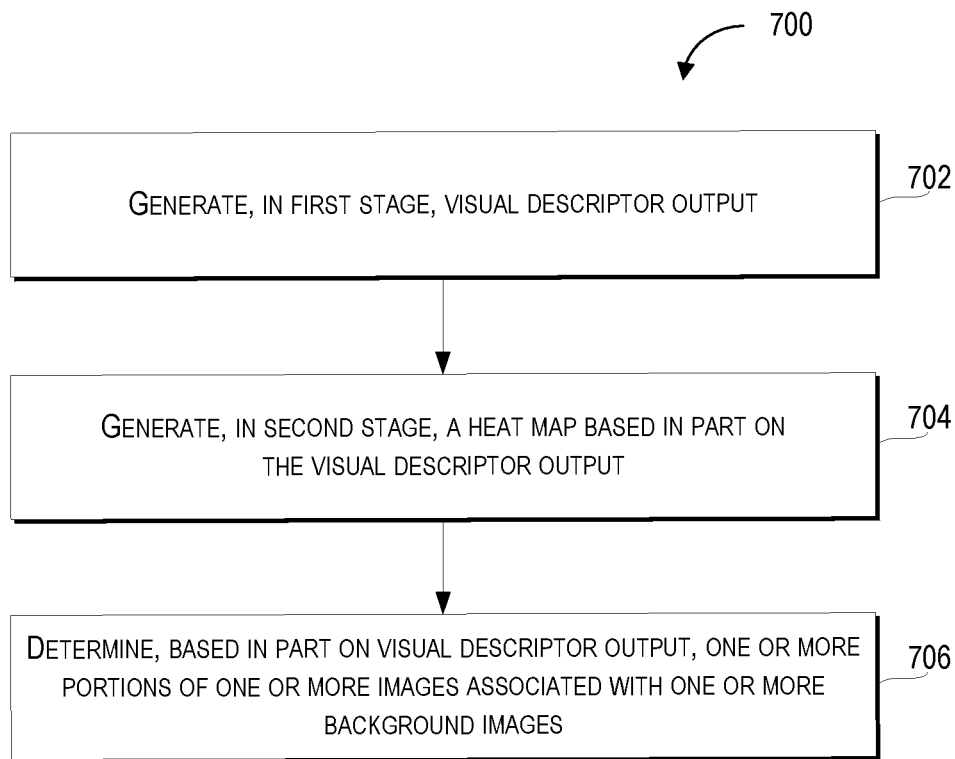 700
GENERATE, IN FIRST STAGE, VISUAL DESCRIPTOR OUTPUT
702
GENERATE, IN SECOND STAGE, A HEAT MAP BASED IN PART ON
THE VISUAL DESCRIPTOR OUTPUT
704
DETERMINE, BASED IN PART ON VISUAL DESCRIPTOR OUTPUT, ONE OR MORE
PORTIONS OF ONE OR MORE IMAGES ASSOCIATED WITH ONE OR MORE
BACKGROUND IMAGES
706